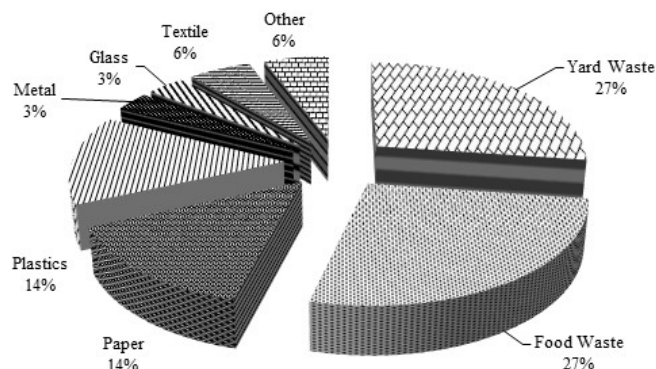 Other
6%
Textile
6%
Glass
3%
Metal
3%
Yard Waste
27%
Plastics
14%
Paper
14%
Food Waste
27%